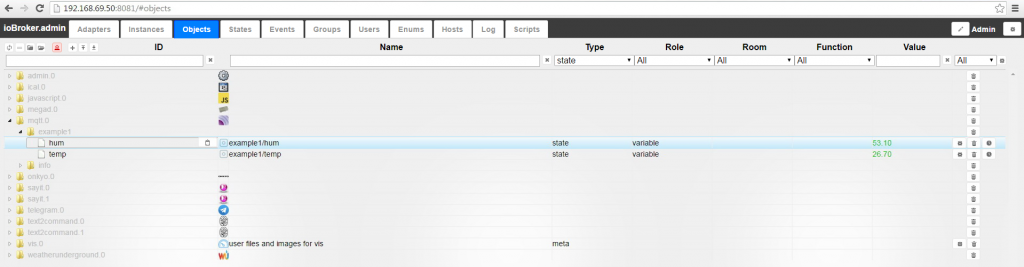 192.168.69.50:8081/#objects
ioBroker.admin Adapters Instances Objects States Events Groups Users Enums Hosts Log Scripts Admin
ID Name Type Role Room Function Value
state All All All All
admin.0
ical.0
javascript.0
megad.0
mqtt.0
example1
hum example1/hum state variable 53.10
temp example1/temp state variable 26.70
info
onkyo.0
sayit.0
sayit.1
telegram.0
text2command.0
text2command.1
vis.0 user files and images for vis meta
weatherunderground.0